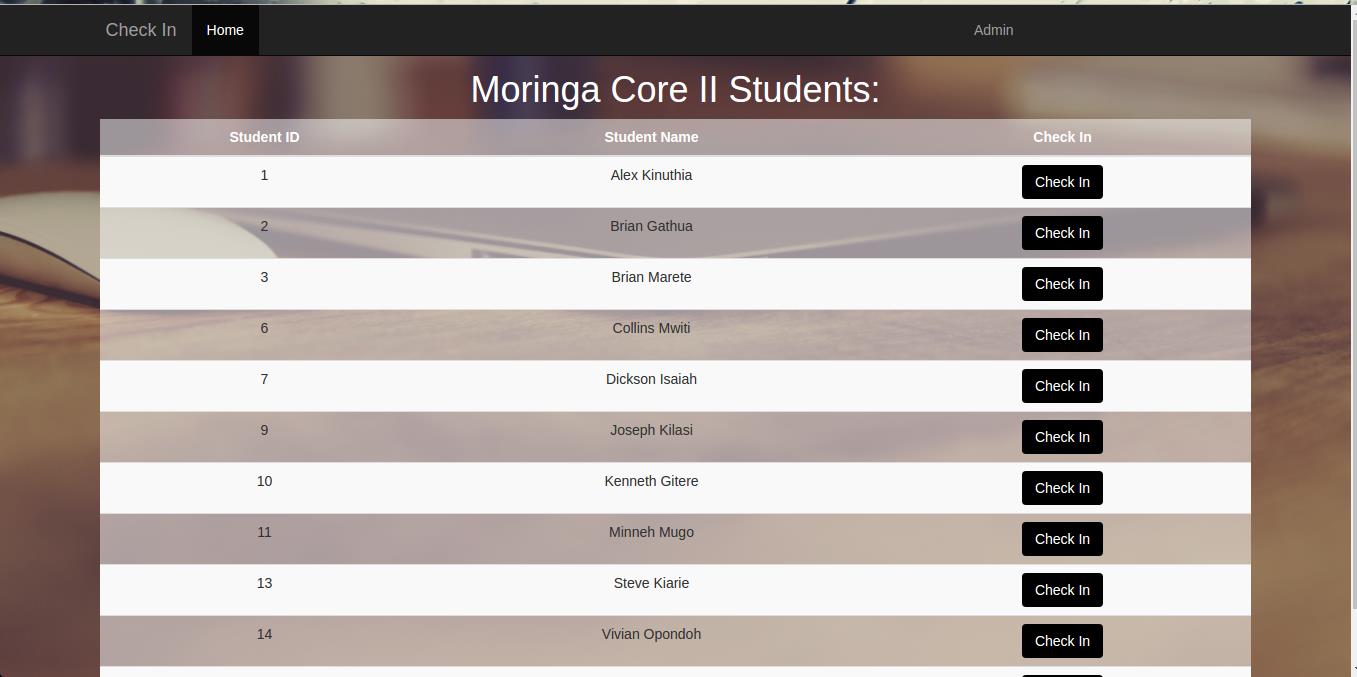 Check In Home Admin
Moringa Core II Students:
Student ID Student Name Check In
1 Alex Kinuthia Check In
2 Brian Gathua Check In
3 Brian Marete Check In
6 Collins Mwiti Check In
7 Dickson Isaiah Check In
9 Joseph Kilasi Check In
10 Kenneth Gitere Check In
11 Minneh Mugo Check In
13 Steve Kiarie Check In
14 Vivian Opondoh Check In